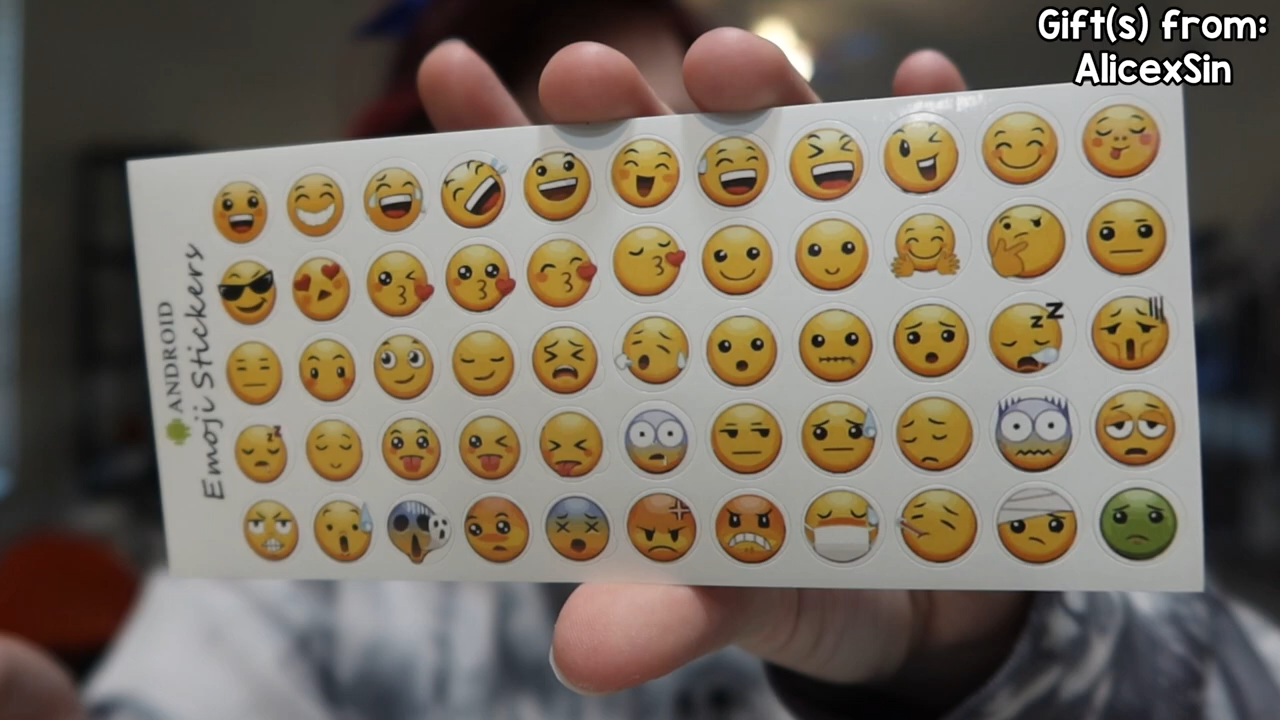 Gift(s) from:
AlicexSin
ANDROID
Emoji Stickers
z Z
z z